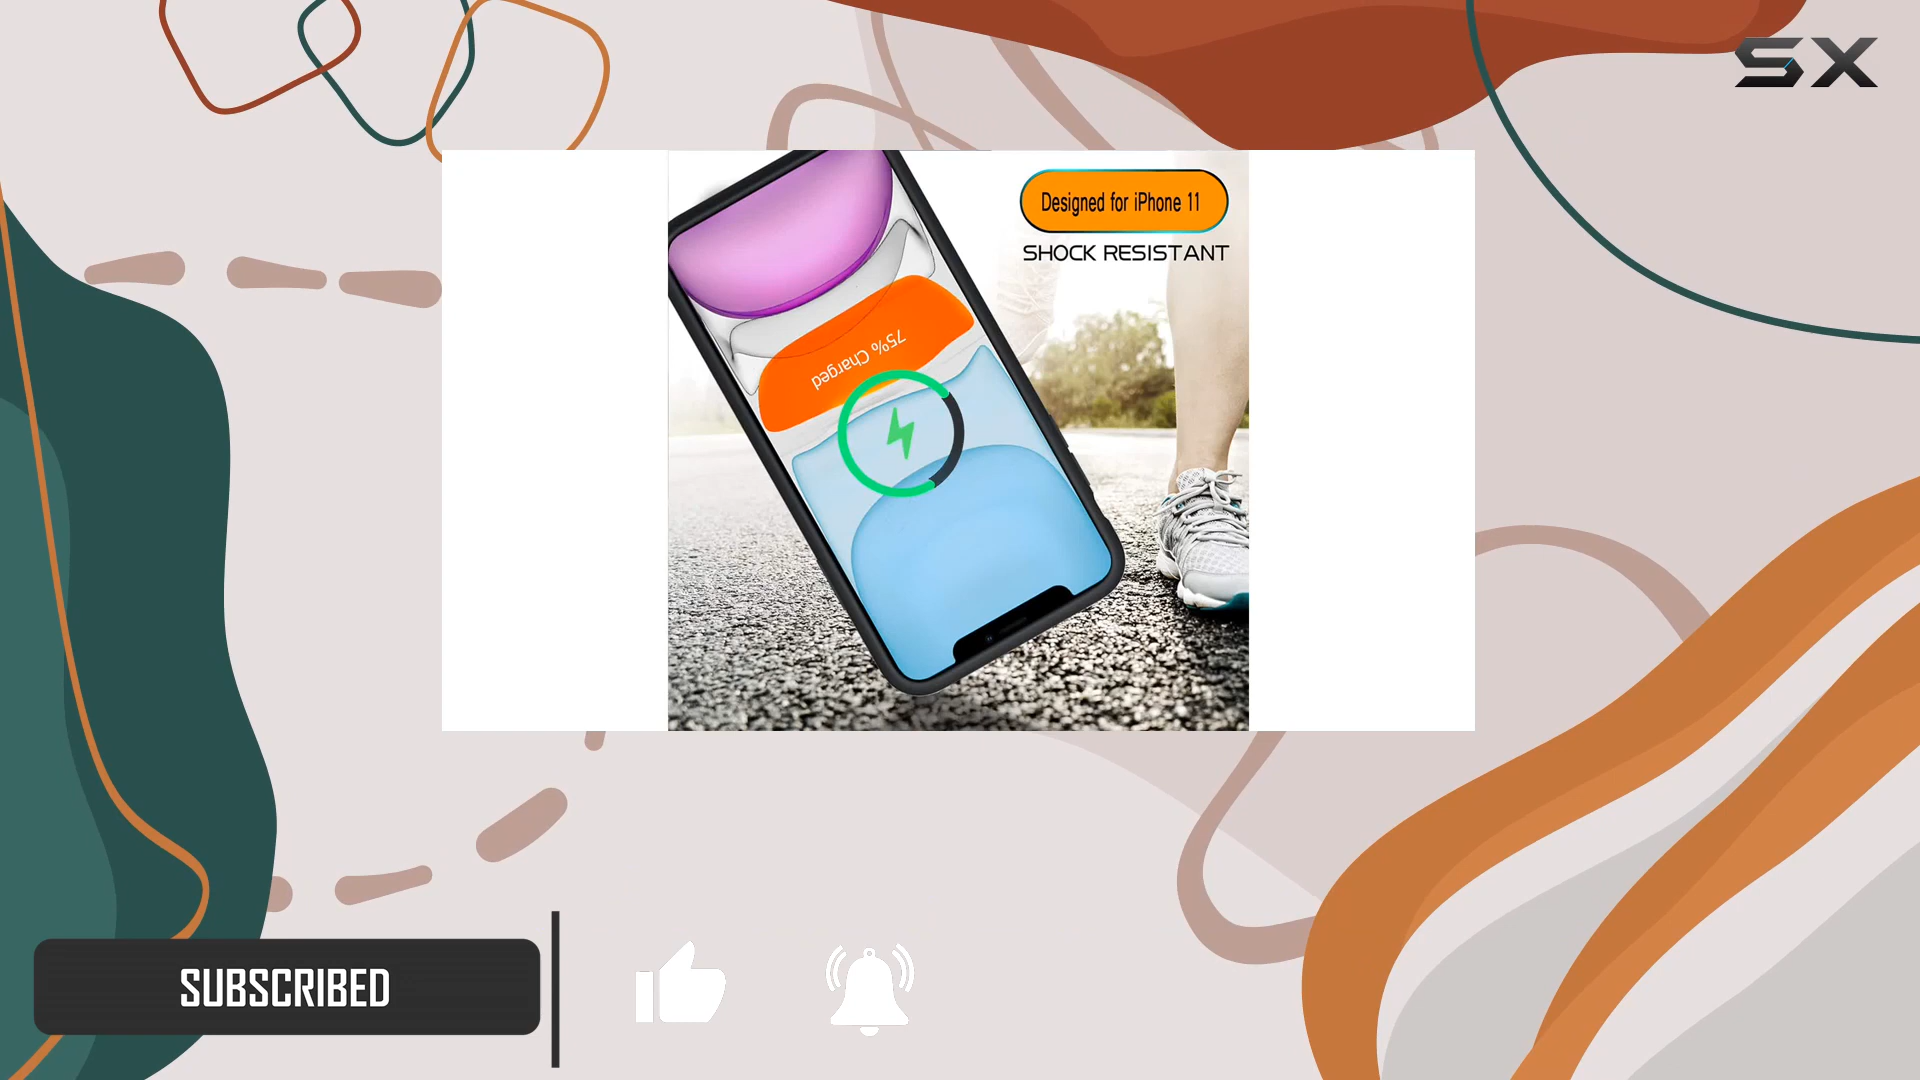 SX
Designed for iPhone 11
SHOCK RESISTANT
75% Charged
SUBSCRIBED